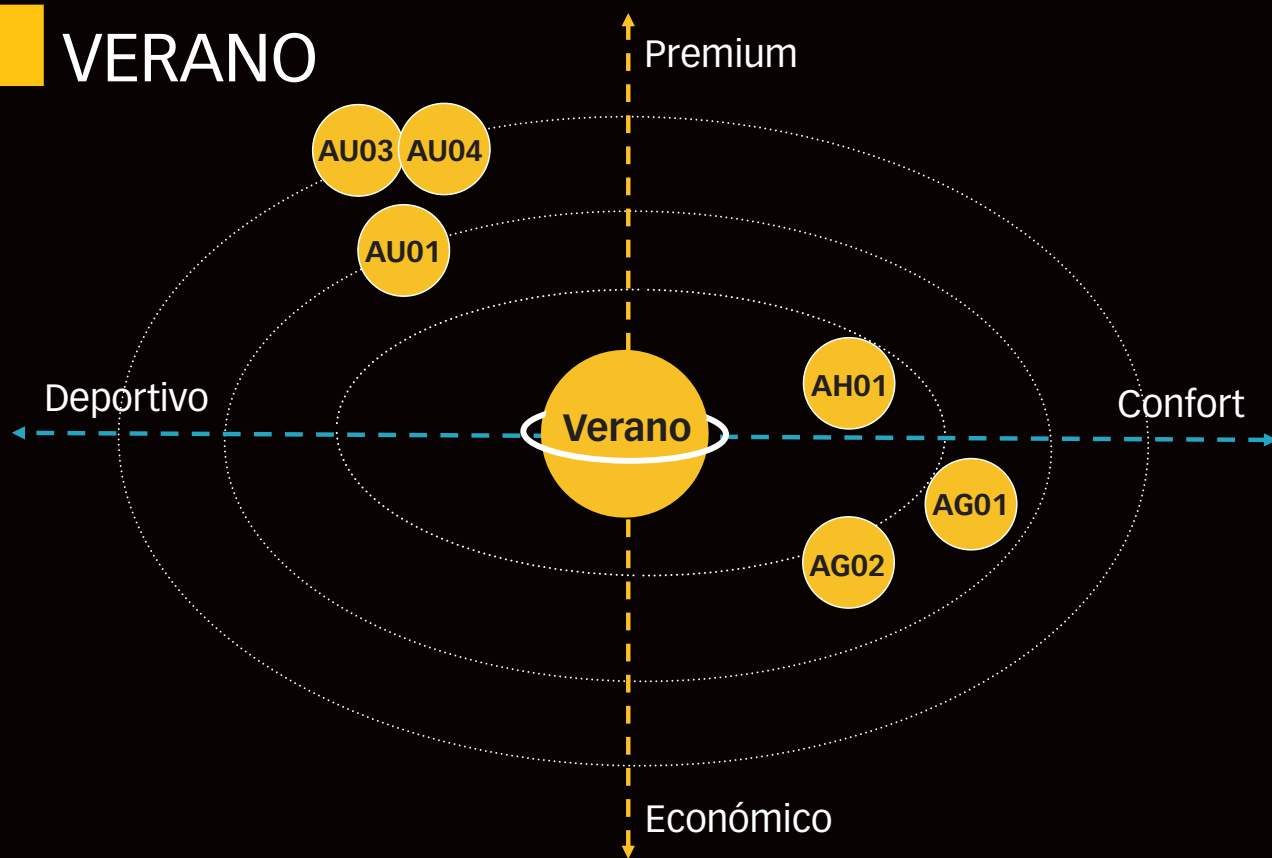 VERANO
Premium
AU03
AU04
AU01
AH01
Deportivo
Confort
Verano
AG01
AG02
Económico